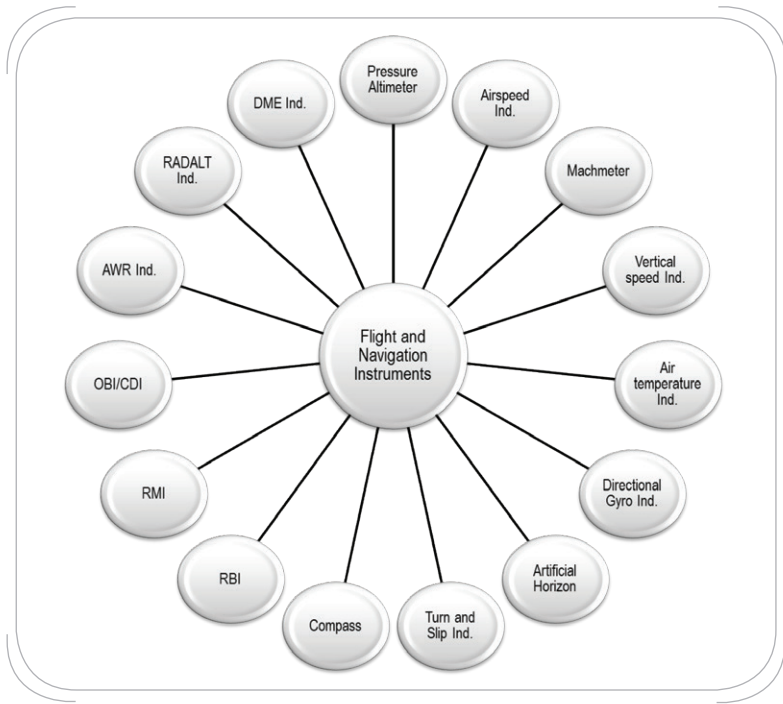 Flight and
Navigation
Instruments
Pressure
Altimeter
Airspeed
Ind.
Machmeter
Vertical
speed Ind.
Air
temperature
Ind.
Directional
Gyro Ind.
Artificial
Horizon
Turn and
Slip Ind.
Compass
RBI
RMI
OBI/CDI
AWR Ind.
RADALT
Ind.
DME Ind.